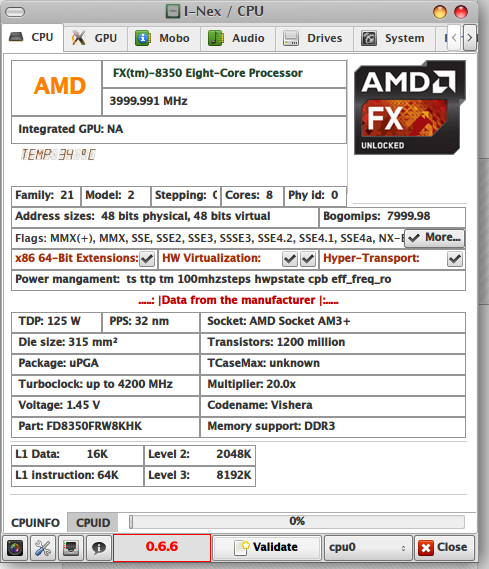 I-Nex / CPU
CPU GPU Mobo Audio Drives System
AMD
FX(tm)-8350 Eight-Core Processor
3999.991 MHz
Integrated GPU: NA
AMD
FX
UNLOCKED
TEMP: 34 ºC
Family: 21 Model: 2 Stepping: Cores: 8 Phy id: 0
Address sizes: 48 bits physical, 48 bits virtual Bogomips: 7999.98
Flags: MMX(+), MMX, SSE, SSE2, SSE3, SSSE3, SSE4.2, SSE4.1, SSE4a, More...
x86 64-Bit Extensions: HW Virtualization: Hyper-Transport:
Power mangament: ts ttp tm 100mhzsteps hwpstate cpb eff_freq_ro
.....: |Data from the manufacturer |:.....
TDP: 125 W PPS: 32 nm Socket: AMD Socket AM3+
Die size: 315 mm² Transistors: 1200 million
Package: uPGA TCaseMax: unknown
Turboclock: up to 4200 MHz Multiplier: 20.0x
Voltage: 1.45 V Codename: Vishera
Part: FD8350FRW8KHK Memory support: DDR3
L1 Data: 16K Level 2: 2048K
L1 instruction: 64K Level 3: 8192K
CPUINFO CPUID 0%
0.6.6 Validate cpu0 Close